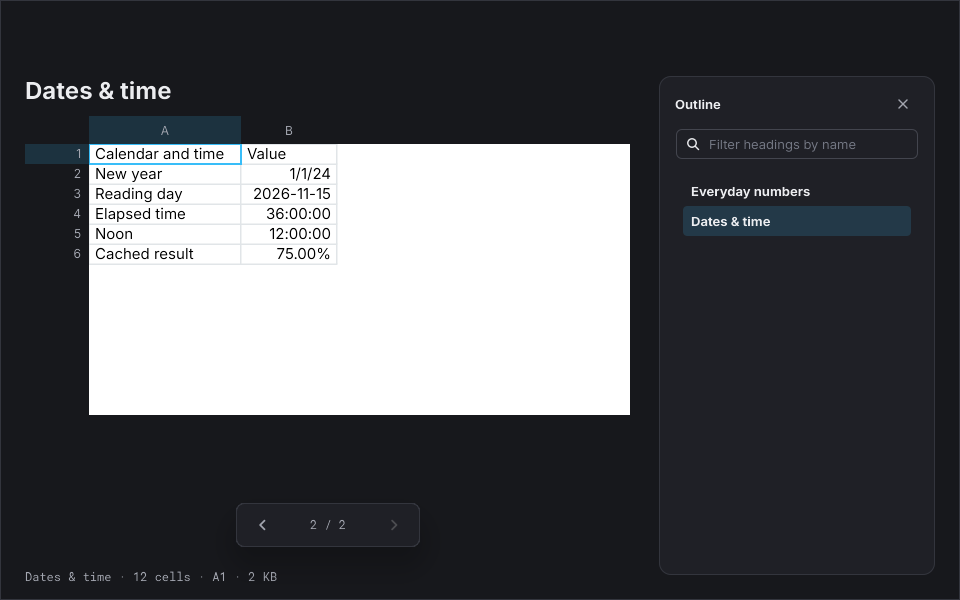 Dates & time
A B
1 Calendar and time Value
2 New year 1/1/24
3 Reading day 2026-11-15
4 Elapsed time 36:00:00
5 Noon 12:00:00
6 Cached result 75.00%
2 / 2
Dates & time · 12 cells · A1 · 2 KB
Outline
Filter headings by name
Everyday numbers
Dates & time